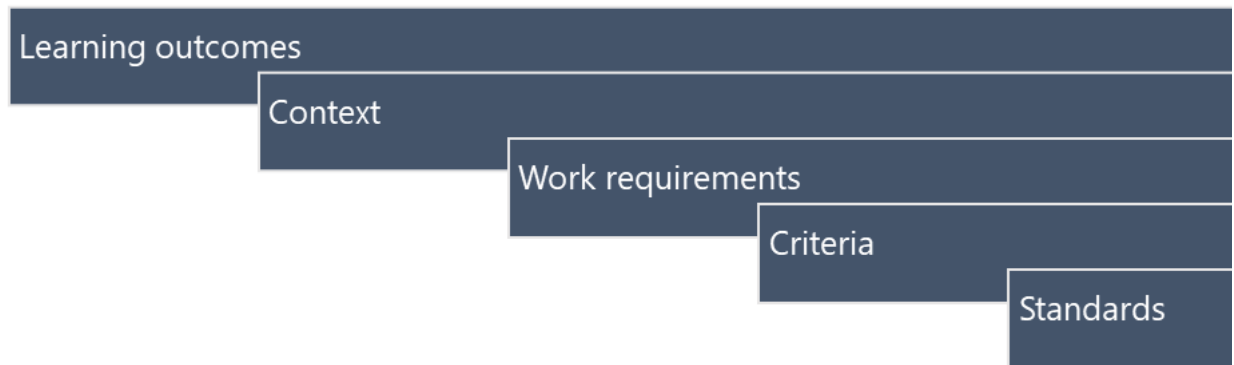 Learning outcomes
Context
Work requirements
Criteria
Standards